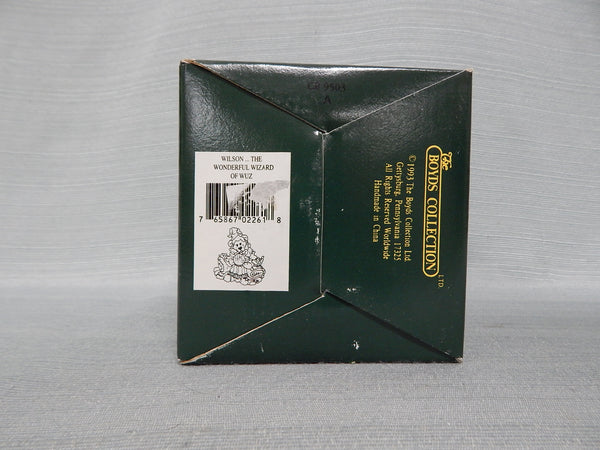 WILSON ... THE
WONDERFUL WIZARD
OF WUZ
7 65867 02261 8
The
BOYDS COLLECTION
LTD.
© 1993 The Boyds Collection Ltd
Gettysburg, Pennsylvania 17325
All Rights Reserved Worldwide
Handmade in China
9503
A